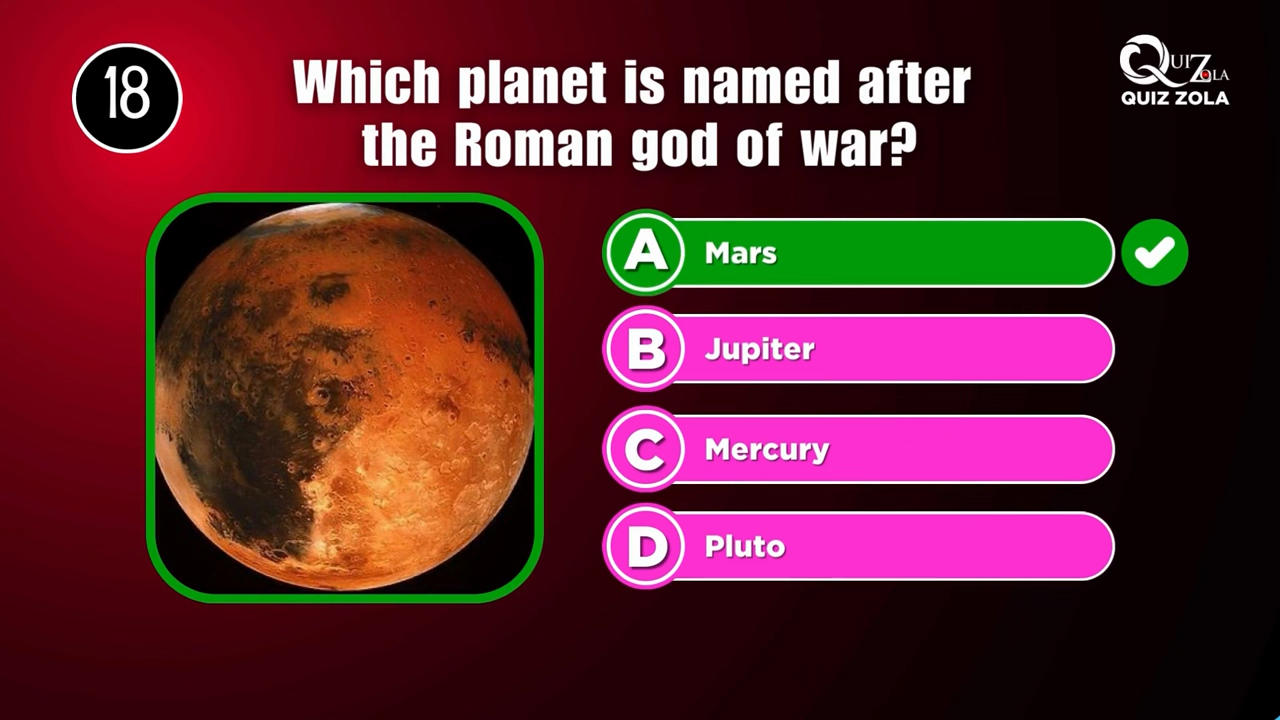 18
Which planet is named after
the Roman god of war?
QUIZ ZOLA
QUIZ ZOLA
A Mars
B Jupiter
C Mercury
D Pluto